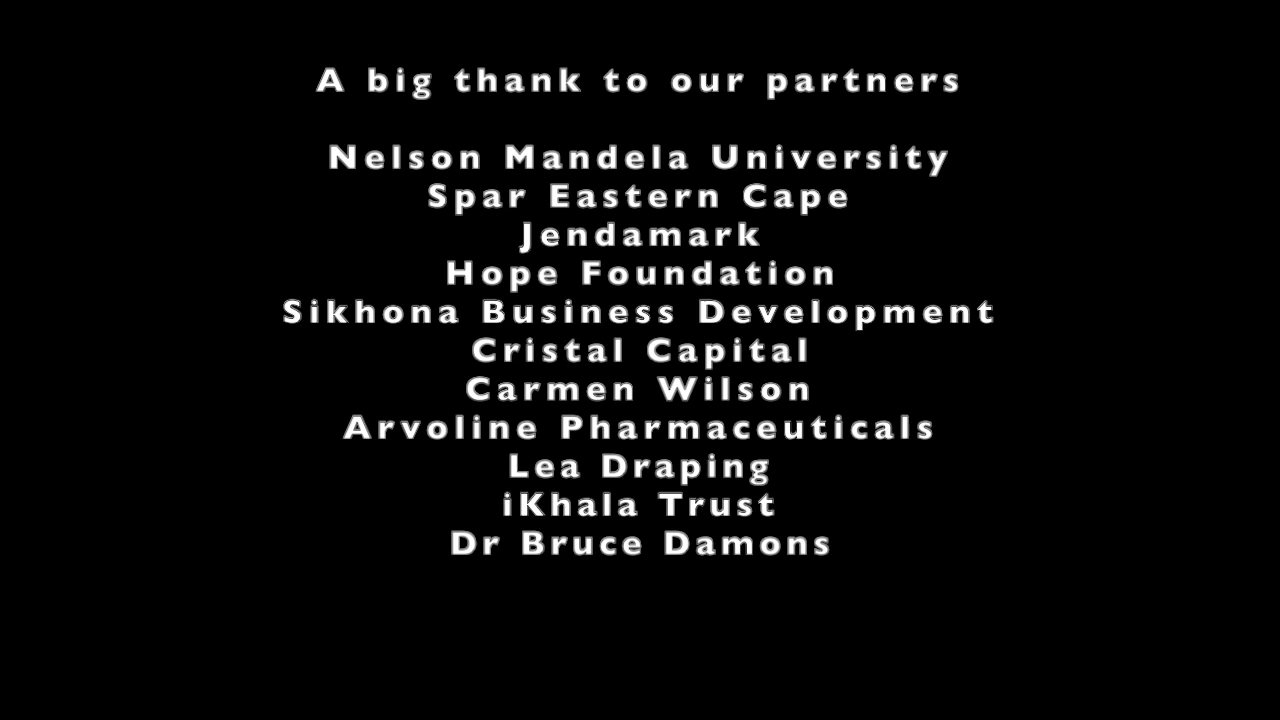 A big thank to our partners
Nelson Mandela University
Spar Eastern Cape
Jendamark
Hope Foundation
Sikhona Business Development
Cristal Capital
Carmen Wilson
Arvoline Pharmaceuticals
Lea Draping
iKhala Trust
Dr Bruce Damons